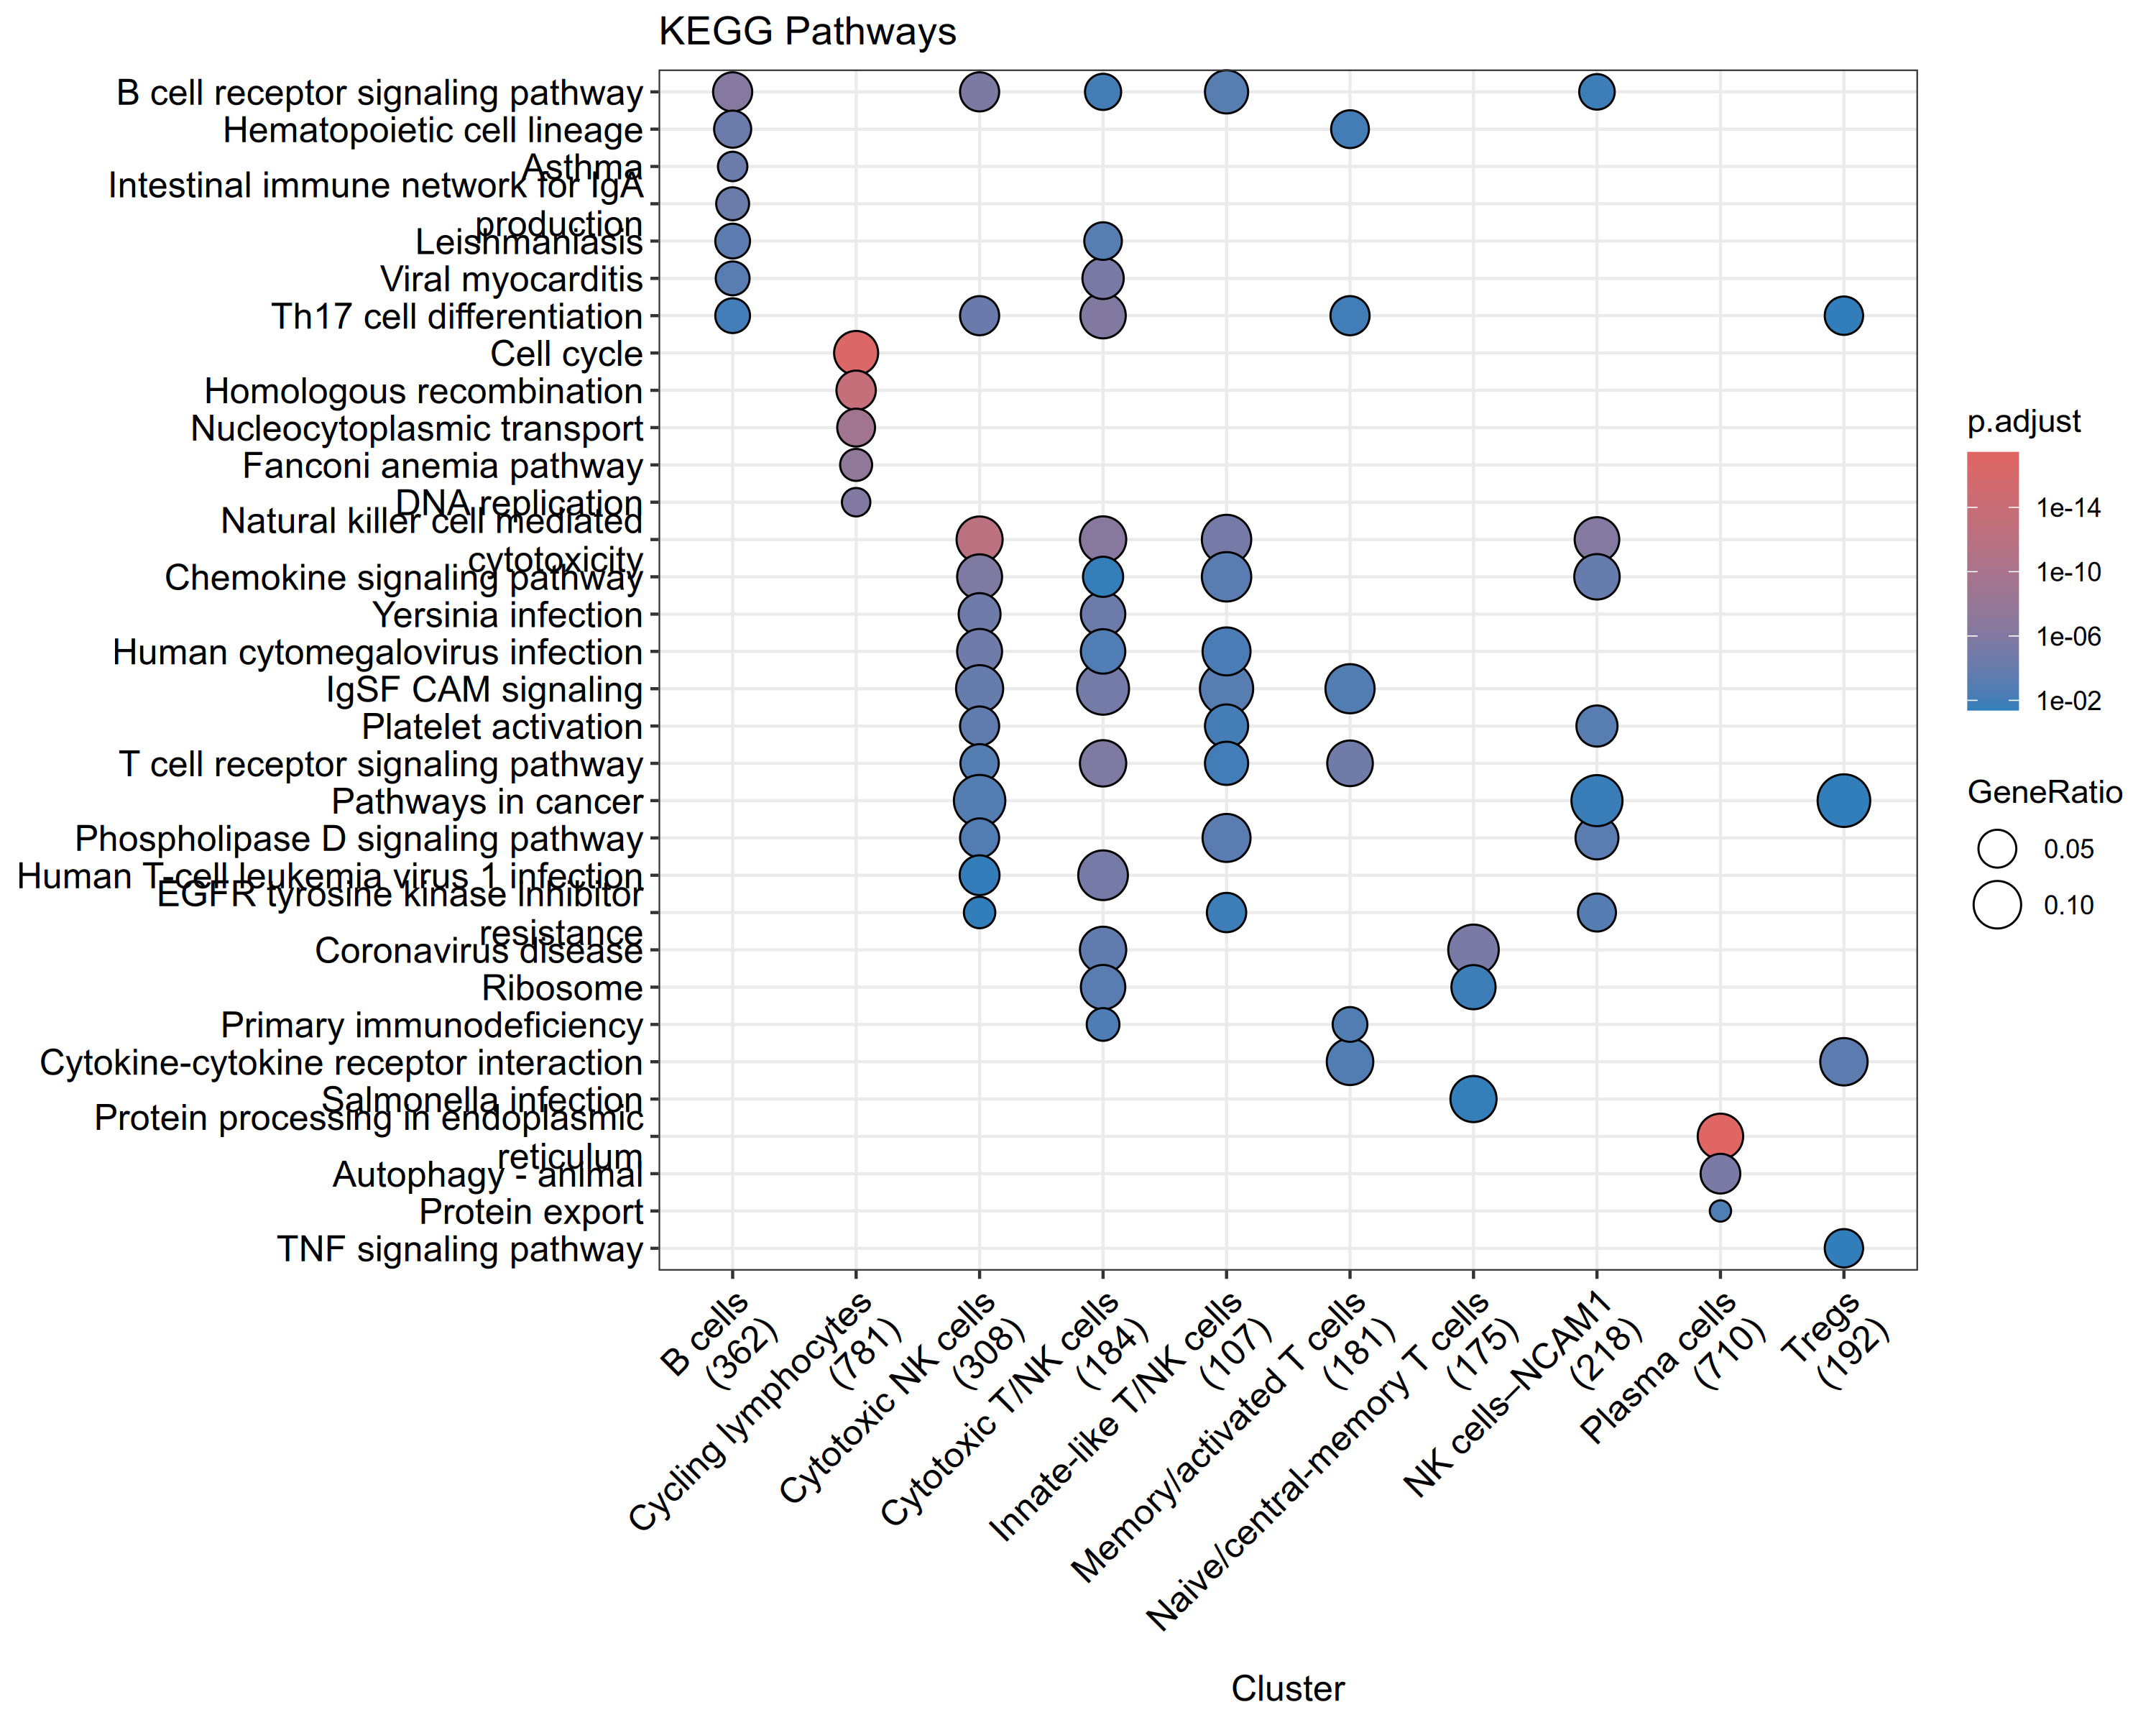 KEGG Pathways
B cell receptor signaling pathway
Hematopoietic cell lineage
Asthma
Intestinal immune network for IgA
production
Leishmaniasis
Viral myocarditis
Th17 cell differentiation
Cell cycle
Homologous recombination
Nucleocytoplasmic transport
Fanconi anemia pathway
DNA replication
Natural killer cell mediated
cytotoxicity
Chemokine signaling pathway
Yersinia infection
Human cytomegalovirus infection
IgSF CAM signaling
Platelet activation
T cell receptor signaling pathway
Pathways in cancer
Phospholipase D signaling pathway
Human T-cell leukemia virus 1 infection
EGFR tyrosine kinase inhibitor
resistance
Coronavirus disease
Ribosome
Primary immunodeficiency
Cytokine-cytokine receptor interaction
Salmonella infection
Protein processing in endoplasmic
reticulum
Autophagy - animal
Protein export
TNF signaling pathway
B cells
(362)
Cycling lymphocytes
(781)
Cytotoxic NK cells
(308)
Cytotoxic T/NK cells
(184)
Innate-like T/NK cells
(107)
Memory/activated T cells
(181)
Naive/central-memory T cells
(175)
NK cells–NCAM1
(218)
Plasma cells
(710)
Tregs
(192)
Cluster
p.adjust
1e-14
1e-10
1e-06
1e-02
GeneRatio
0.05
0.10